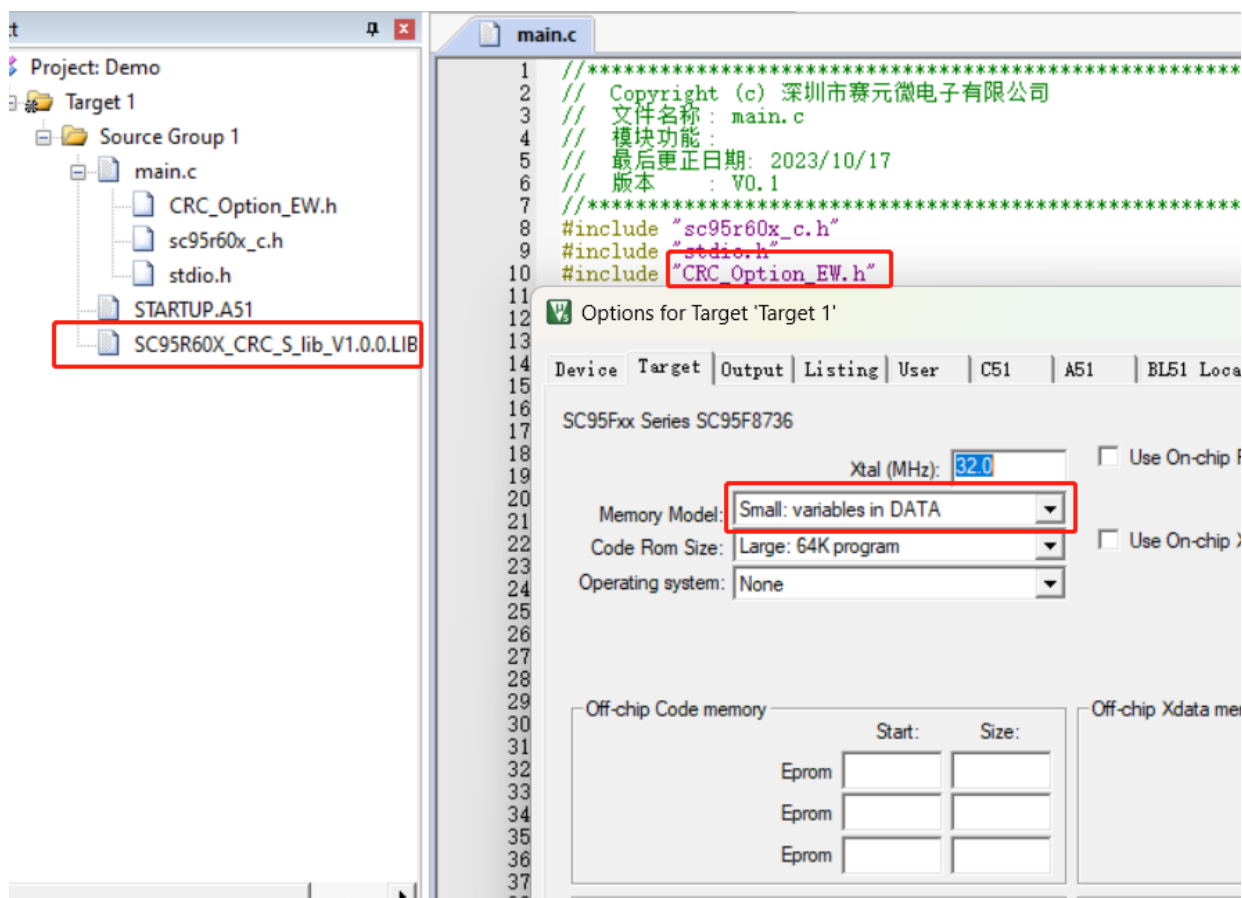 ct
Project: Demo
Target 1
Source Group 1
main.c
CRC_Option_EW.h
sc95r60x_c.h
stdio.h
STARTUP.A51
SC95R60X_CRC_S_lib_V1.0.0.LIB
main.c
1 //******************************************************
2 // Copyright (c) 深圳市赛元微电子有限公司
3 // 文件名称: main.c
4 // 模块功能:
5 // 最后更正日期: 2023/10/17
6 // 版本 : V0.1
7 //******************************************************
8 #include "sc95r60x_c.h"
9 #include "stdio.h"
10 #include "CRC_Option_EW.h"
11
12
13
14
15
16
17
18
19
20
21
22
23
24
25
26
27
28
29
30
31
32
33
34
35
36
37
Options for Target 'Target 1'
Device Target Output Listing User C51 A51 BL51 Loca
SC95Fxx Series SC95F8736
Xtal (MHz): 32.0
Use On-chip
Memory Model: Small: variables in DATA
Code Rom Size: Large: 64K program
Use On-chip
Operating system: None
Off-chip Code memory
Start: Size:
Eprom
Eprom
Eprom
Off-chip Xdata mer